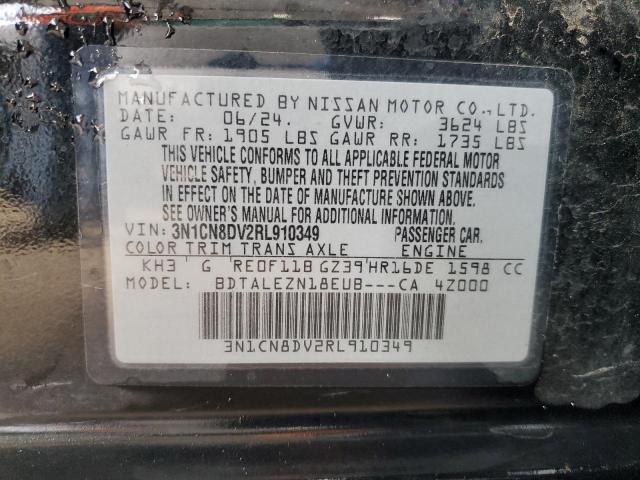 MANUFACTURED BY NISSAN MOTOR CO., LTD.
DATE: 06/24. GVWR: 3624 LBS
GAWR FR: 1905 LBS GAWR RR: 1735 LBS
THIS VEHICLE CONFORMS TO ALL APPLICABLE FEDERAL MOTOR
VEHICLE SAFETY, BUMPER AND THEFT PREVENTION STANDARDS
IN EFFECT ON THE DATE OF MANUFACTURE SHOWN ABOVE.
SEE OWNER'S MANUAL FOR ADDITIONAL INFORMATION.
VIN: 3N1CN8DV2RL910349 PASSENGER CAR.
COLOR TRIM TRANS AXLE ENGINE
KH3 G RE0F11B GZ39 HR16DE 1598 CC
MODEL: BDTALEZN18EUB---CA 4Z000
3N1CN8DV2RL910349